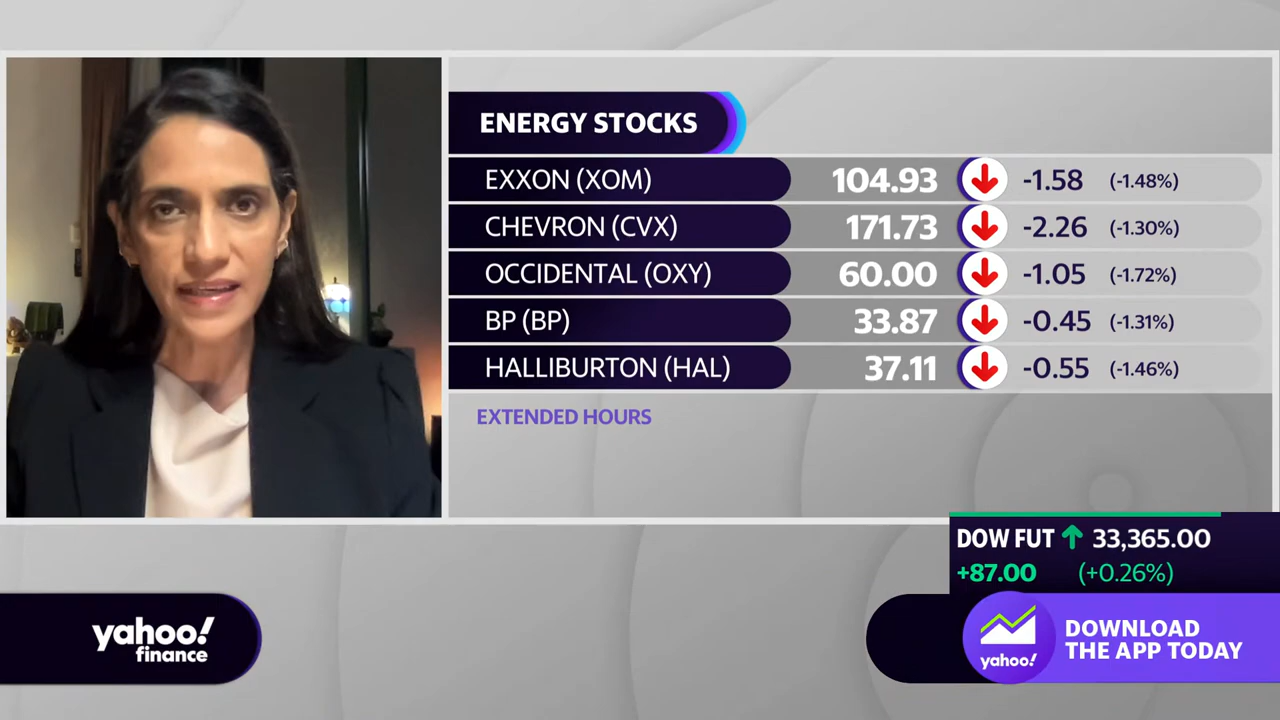 ENERGY STOCKS
EXXON (XOM) 104.93 -1.58 (-1.48%)
CHEVRON (CVX) 171.73 -2.26 (-1.30%)
OCCIDENTAL (OXY) 60.00 -1.05 (-1.72%)
BP (BP) 33.87 -0.45 (-1.31%)
HALLIBURTON (HAL) 37.11 -0.55 (-1.46%)
EXTENDED HOURS
DOW FUT 33,365.00
+87.00 (+0.26%)
yahoo!
finance
yahoo!
DOWNLOAD
THE APP TODAY